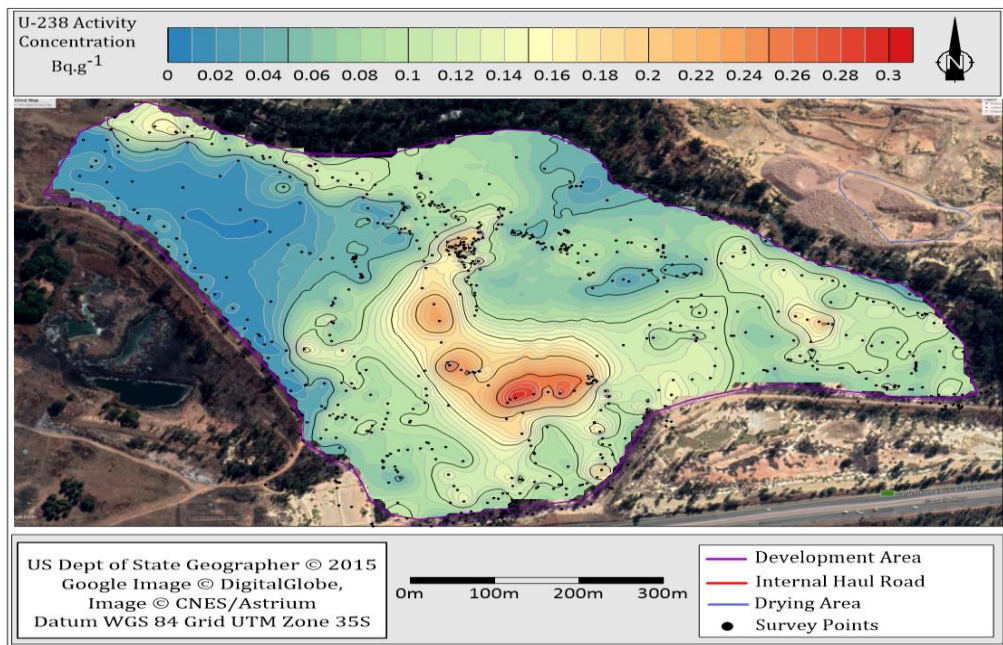 U-238 Activity
Concentration
Bq.g⁻¹
0 0.02 0.04 0.06 0.08 0.1 0.12 0.14 0.16 0.18 0.2 0.22 0.24 0.26 0.28 0.3
N
US Dept of State Geographer © 2015
Google Image © DigitalGlobe,
Image © CNES/Astrium
Datum WGS 84 Grid UTM Zone 35S
0m 100m 200m 300m
Development Area
Internal Haul Road
Drying Area
Survey Points